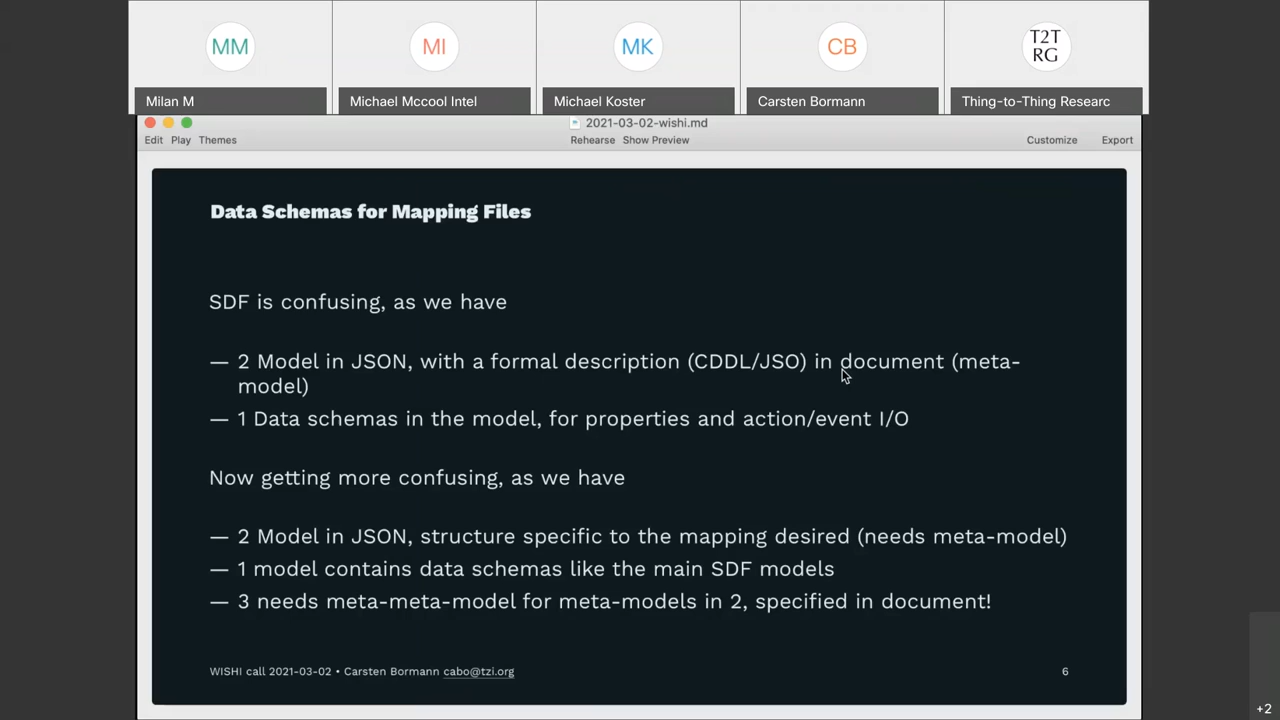 MM
MI
MK
CB
T2T
RG
Milan M
Michael Mccool Intel
Michael Koster
Carsten Bormann
Thing-to-Thing Researc
2021-03-02-wishi.md
Edit Play Themes
Rehearse Show Preview
Customize Export
Data Schemas for Mapping Files
SDF is confusing, as we have
— 2 Model in JSON, with a formal description (CDDL/JSO) in document (meta-
model)
— 1 Data schemas in the model, for properties and action/event I/O
Now getting more confusing, as we have
— 2 Model in JSON, structure specific to the mapping desired (needs meta-model)
— 1 model contains data schemas like the main SDF models
— 3 needs meta-meta-model for meta-models in 2, specified in document!
WISHI call 2021-03-02 • Carsten Bormann cabo@tzi.org
6
+2